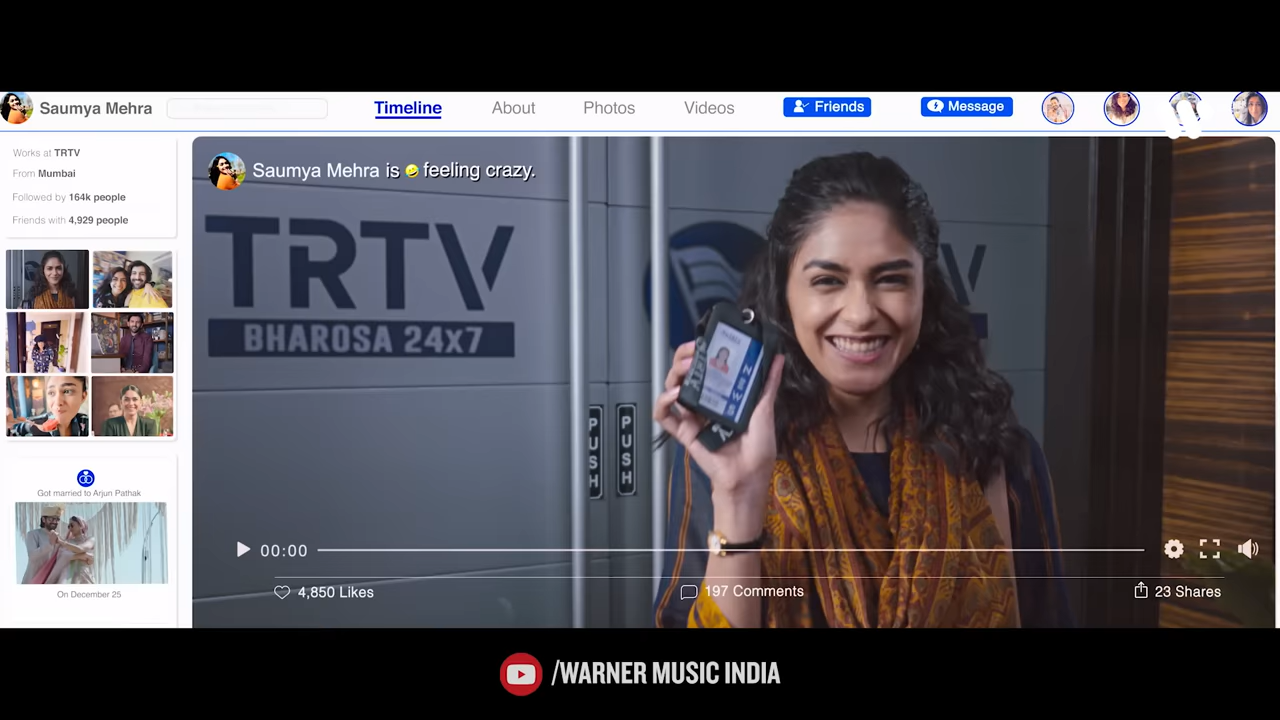 Saumya Mehra
Timeline
About
Photos
Videos
Friends
Message
Works at TRTV
From Mumbai
Followed by 164k people
Friends with 4,929 people
Got married to Arjun Pathak
On December 25
Saumya Mehra is 🤪 feeling crazy.
TRTV
BHAROSA 24x7
V
PUSH
PUSH
NEWS
00:00
4,850 Likes
197 Comments
23 Shares
/WARNER MUSIC INDIA